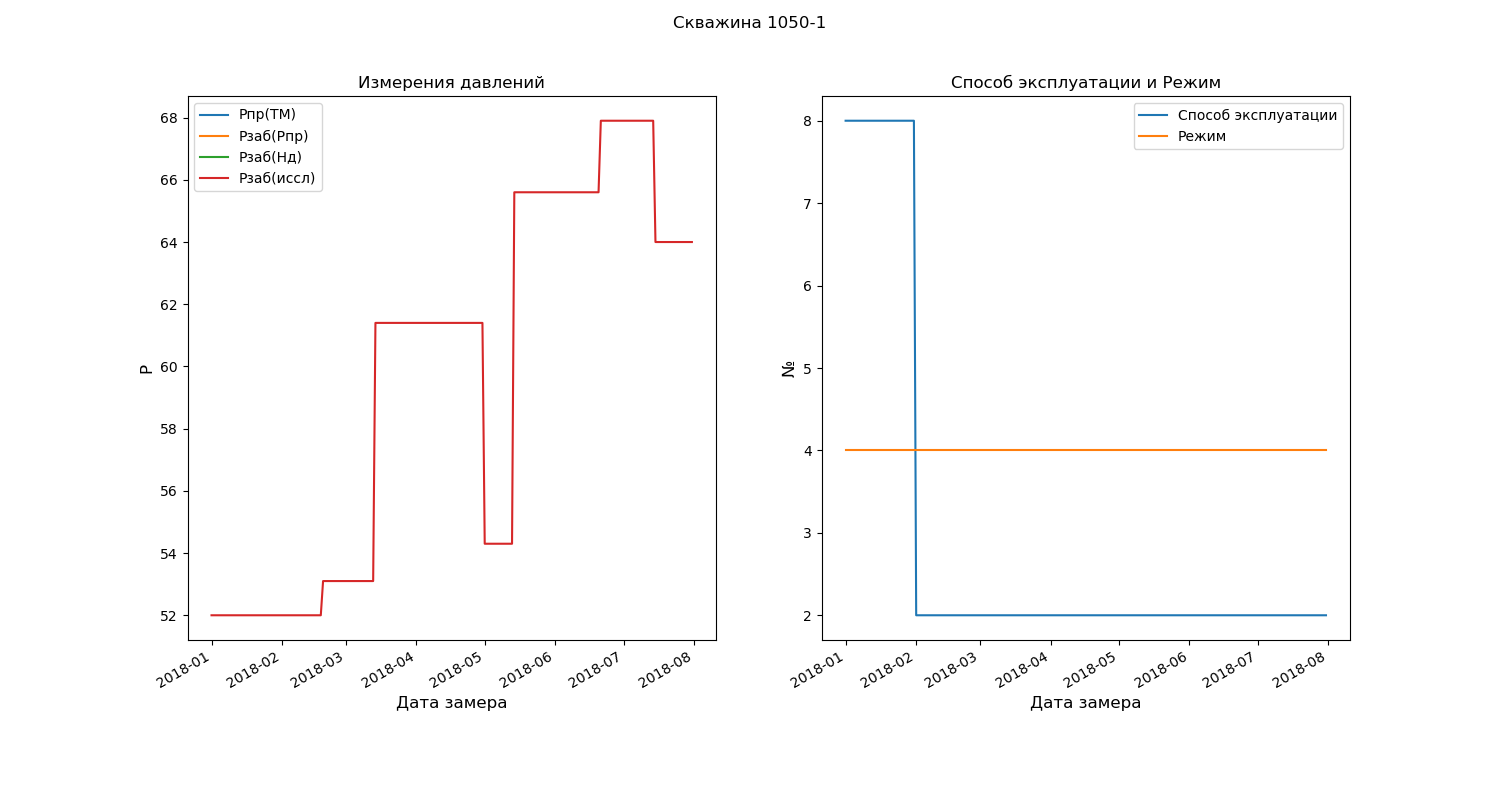 Скважина 1050-1
Измерения давлений
Рпр(ТМ)
Рзаб(Рпр)
Рзаб(Нд)
Рзаб(иссл)
68
66
64
62
60
58
56
54
52
Р
2018-01
2018-02
2018-03
2018-04
2018-05
2018-06
2018-07
2018-08
Дата замера
Способ эксплуатации и Режим
Способ эксплуатации
Режим
8
7
6
5
4
3
2
№
2018-01
2018-02
2018-03
2018-04
2018-05
2018-06
2018-07
2018-08
Дата замера